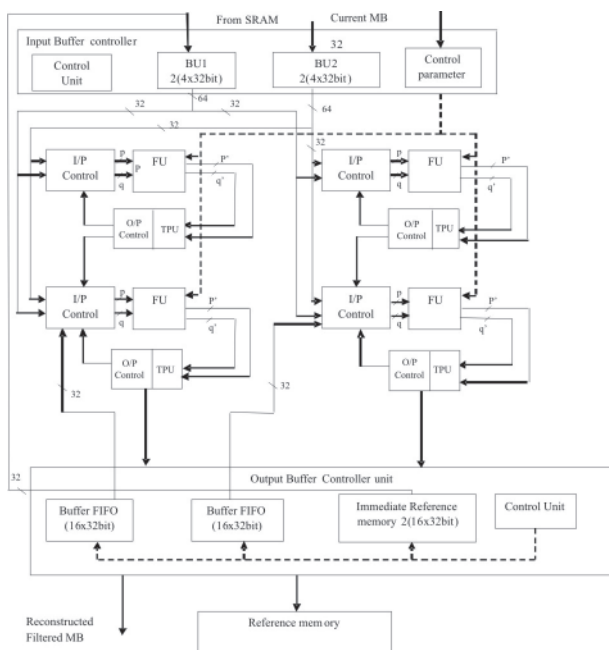 From SRAM
Current MB
Input Buffer controller
32
Control
Unit
BU1
2(4x32bit)
BU2
2(4x32bit)
Control
parameter
64
64
32
32
32
32
I/P
Control
p
P
q
FU
P'
q'
O/P
Control
TPU
I/P
Control
p
q
FU
P'
q'
O/P
Control
TPU
I/P
Control
p
q
FU
P'
q'
O/P
Control
TPU
I/P
Control
p
q
FU
P'
q'
O/P
Control
TPU
32
32
32
Output Buffer Controller unit
Buffer FIFO
(16x32bit)
Buffer FIFO
(16x32bit)
Immediate Reference
memory 2(16x32bit)
Control Unit
Reconstructed
Filtered MB
Reference memory